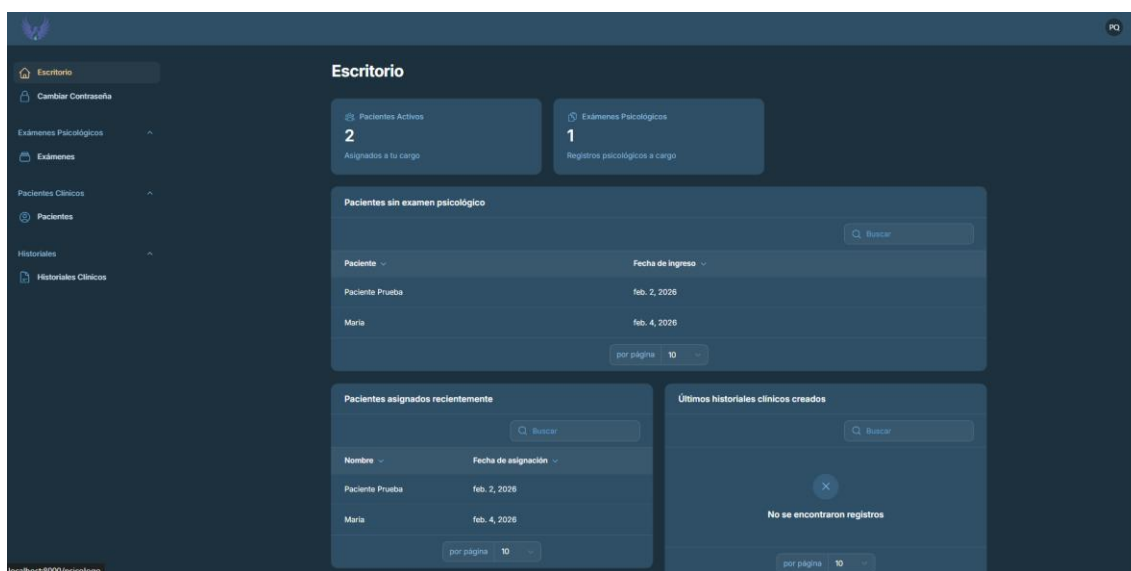 PQ
Escritorio
Cambiar Contraseña
Exámenes Psicológicos
Exámenes
Pacientes Clínicos
Pacientes
Historiales
Historiales Clínicos
Escritorio
Pacientes Activos
2
Asignados a tu cargo
Exámenes Psicológicos
1
Registros psicológicos a cargo
Pacientes sin examen psicológico
Buscar
Paciente Fecha de ingreso
Paciente Prueba feb. 2, 2026
Maria feb. 4, 2026
por página 10
Pacientes asignados recientemente
Buscar
Nombre Fecha de asignación
Paciente Prueba feb. 2, 2026
Maria feb. 4, 2026
por página 10
Últimos historiales clínicos creados
Buscar
No se encontraron registros
por página 10
localhost:8000/psicologo